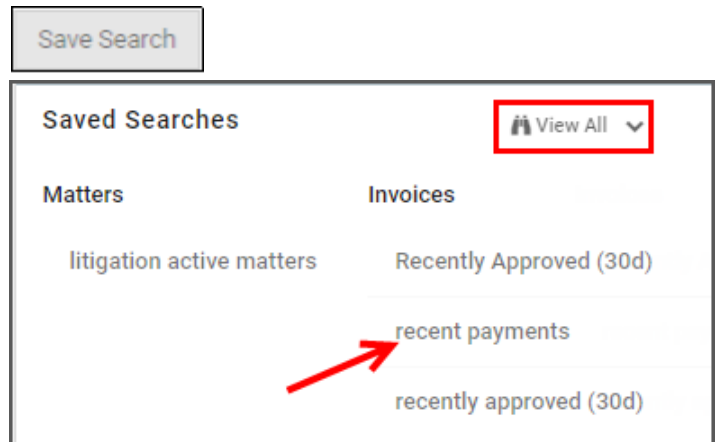 Save Search
Saved Searches
View All
Matters
Invoices
litigation active matters
Recently Approved (30d)
recent payments
recently approved (30d)